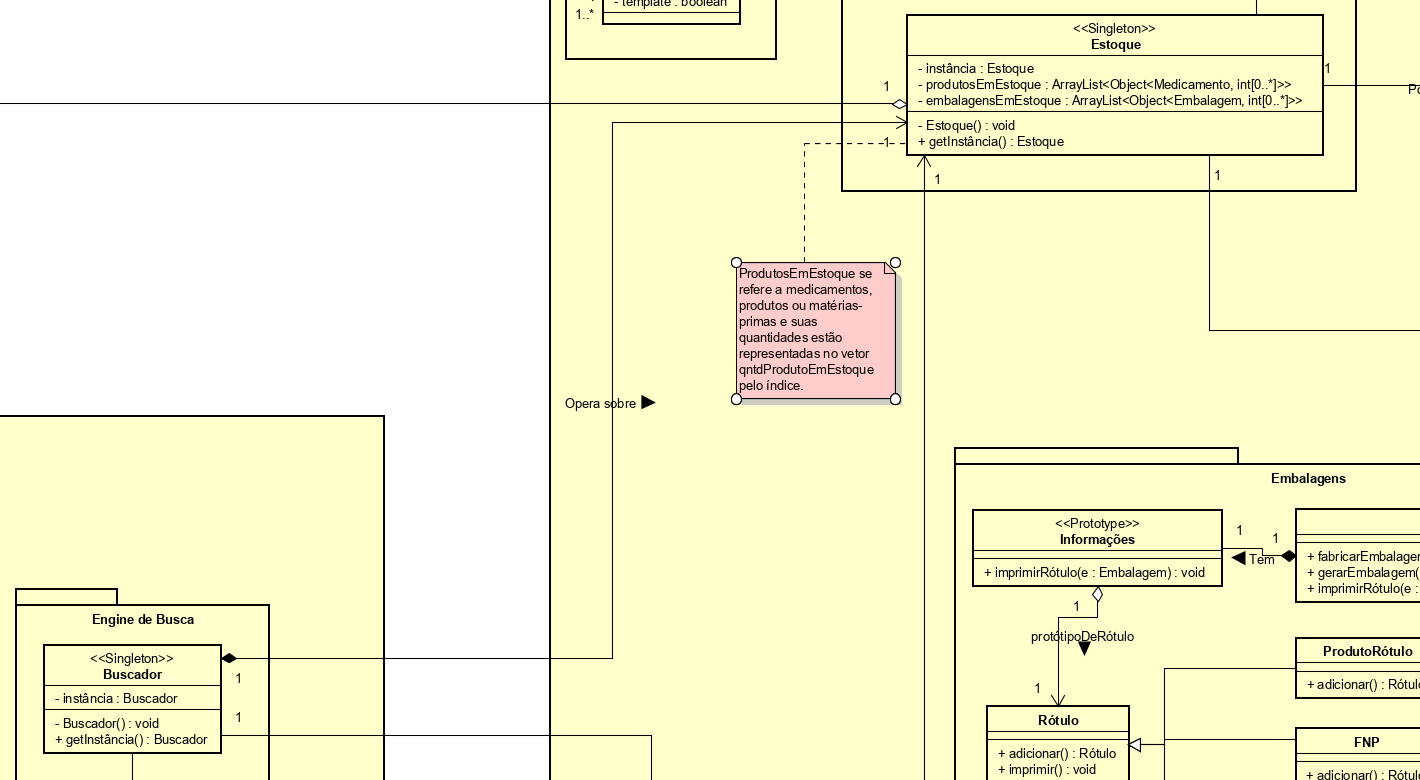 - template : boolean
1..*
<<Singleton>>
Estoque
- instância : Estoque
- produtosEmEstoque : ArrayList<Object<Medicamento, int[0..*]>>
- embalagensEmEstoque : ArrayList<Object<Embalagem, int[0..*]>>
- Estoque() : void
+ getInstância() : Estoque
1
1
1
1
1
ProdutosEmEstoque se
refere a medicamentos,
produtos ou matérias-
primas e suas
quantidades estão
representadas no vetor
qntdProdutoEmEstoque
pelo índice.
Opera sobre
Embalagens
<<Prototype>>
Informações
+ imprimirRótulo(e : Embalagem) : void
1
1
Tem
+ fabricarEmbalager
+ gerarEmbalagem(
+ imprimirRótulo(e :
1
protótipoDeRótulo
1
Rótulo
+ adicionar() : Rótulo
+ imprimir() : void
ProdutoRótulo
+ adicionar() : Rótulo
FNP
+ adicionar() : Rótulo
Engine de Busca
<<Singleton>>
Buscador
- instância : Buscador
- Buscador() : void
+ getInstância() : Buscador
1
1